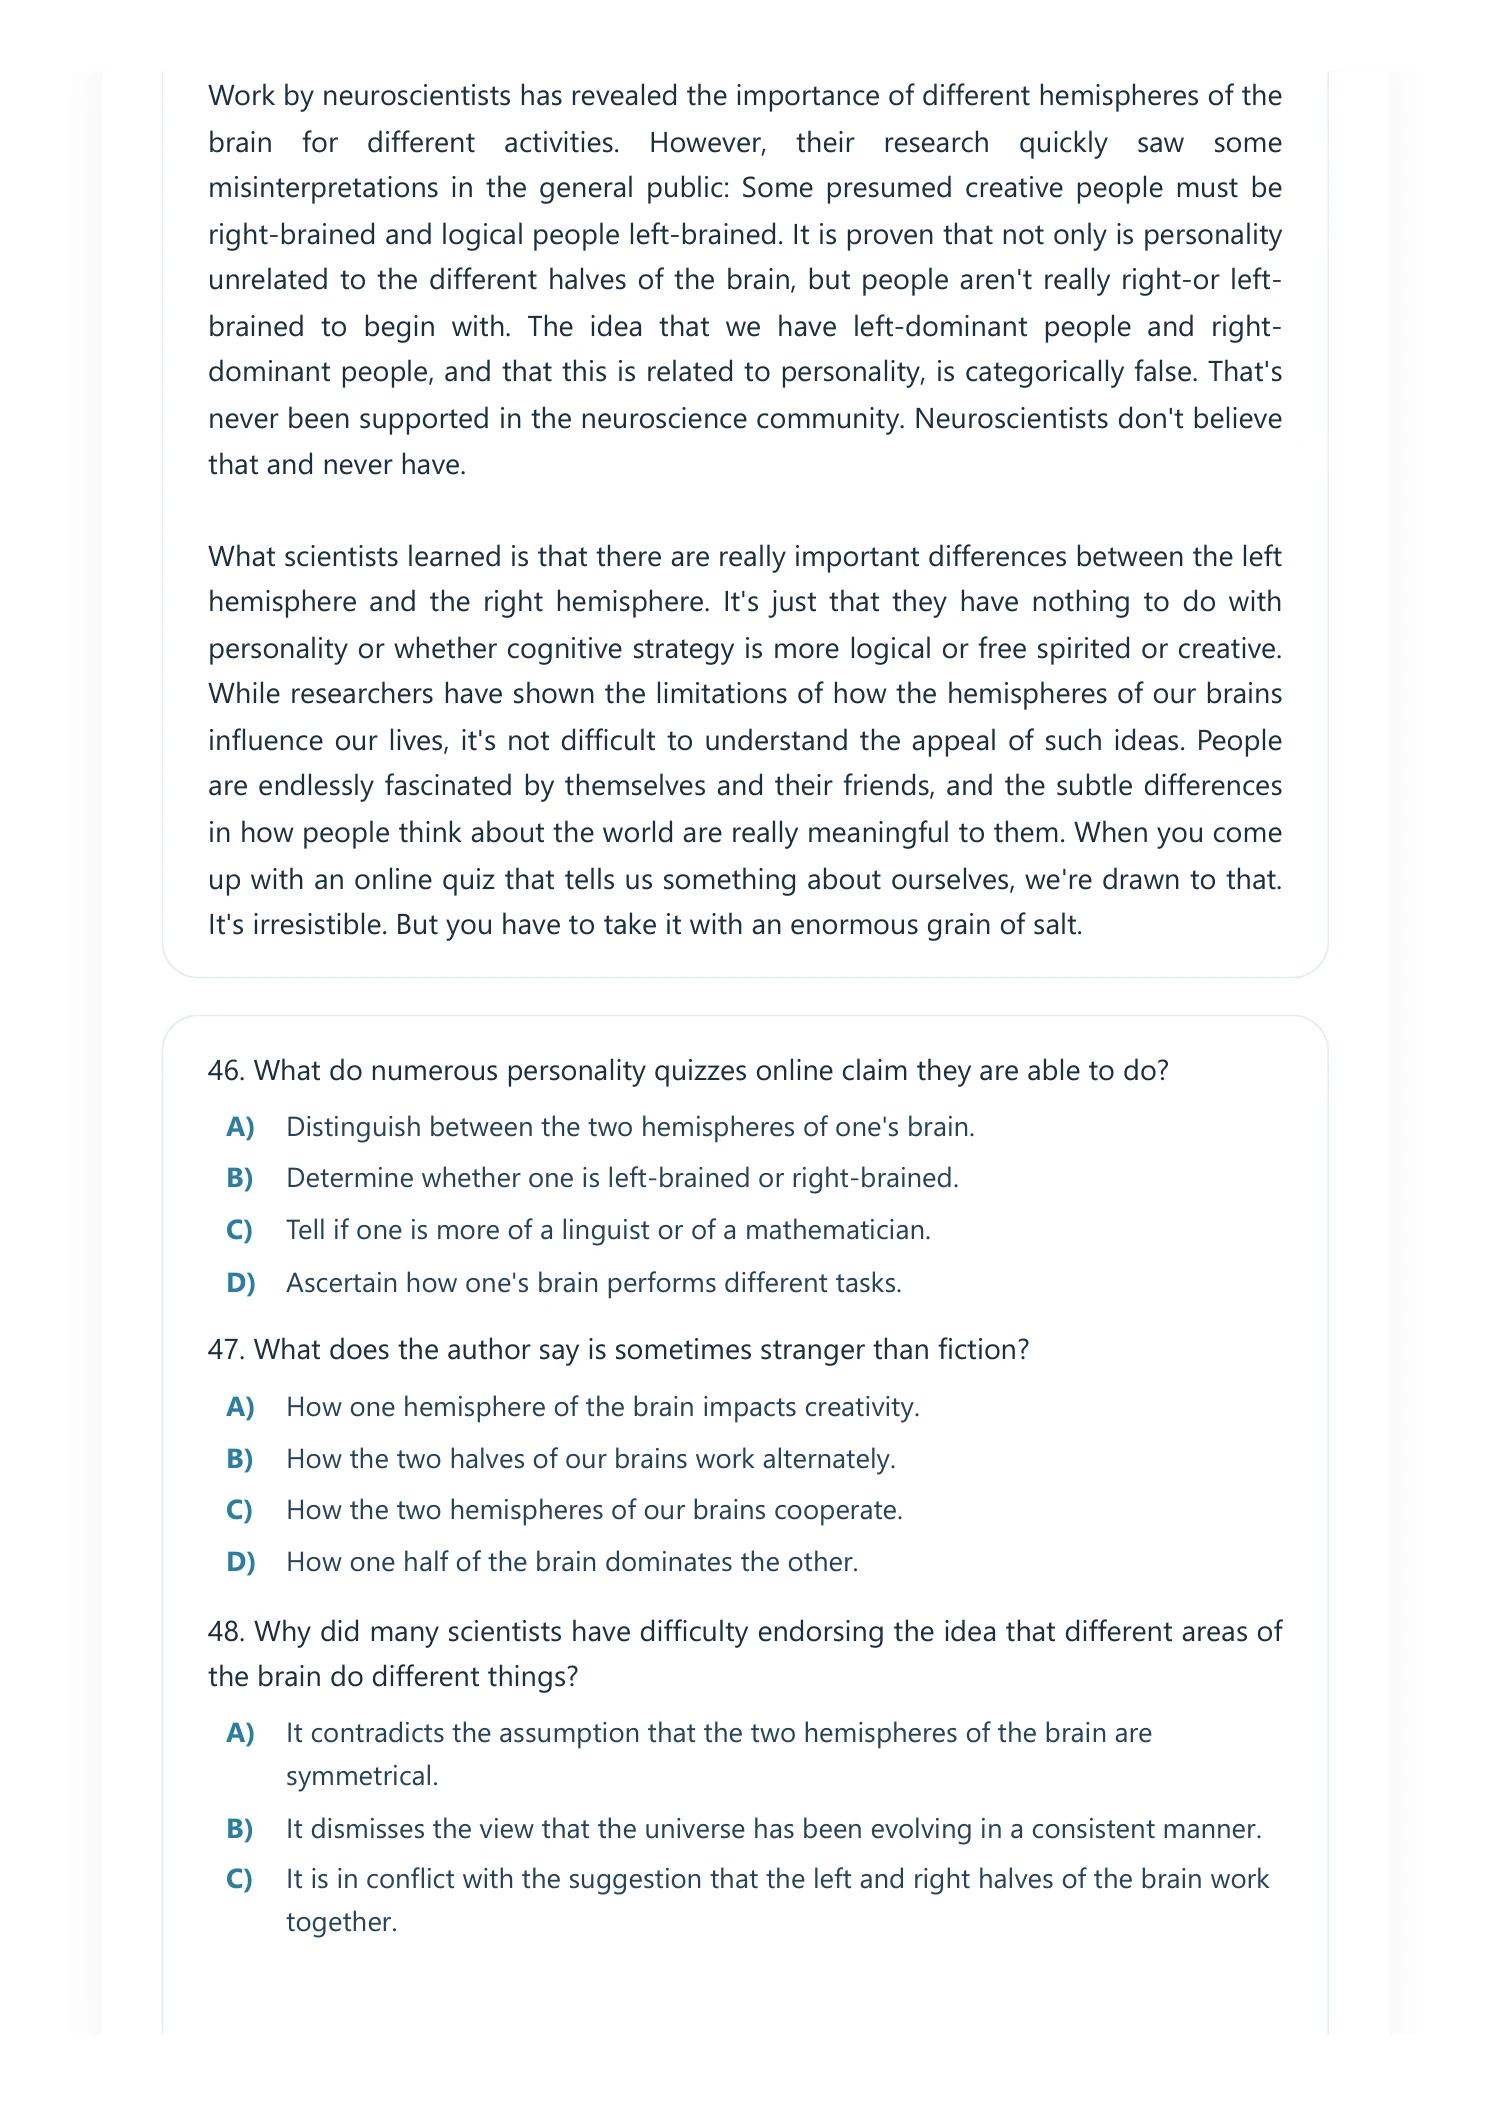 Work by neuroscientists has revealed the importance of different hemispheres of the
brain for different activities. However, their research quickly saw some
misinterpretations in the general public: Some presumed creative people must be
right-brained and logical people left-brained. It is proven that not only is personality
unrelated to the different halves of the brain, but people aren't really right-or left-
brained to begin with. The idea that we have left-dominant people and right-
dominant people, and that this is related to personality, is categorically false. That's
never been supported in the neuroscience community. Neuroscientists don't believe
that and never have.
What scientists learned is that there are really important differences between the left
hemisphere and the right hemisphere. It's just that they have nothing to do with
personality or whether cognitive strategy is more logical or free spirited or creative.
While researchers have shown the limitations of how the hemispheres of our brains
influence our lives, it's not difficult to understand the appeal of such ideas. People
are endlessly fascinated by themselves and their friends, and the subtle differences
in how people think about the world are really meaningful to them. When you come
up with an online quiz that tells us something about ourselves, we're drawn to that.
It's irresistible. But you have to take it with an enormous grain of salt.
46. What do numerous personality quizzes online claim they are able to do?
A) Distinguish between the two hemispheres of one's brain.
B) Determine whether one is left-brained or right-brained.
C) Tell if one is more of a linguist or of a mathematician.
D) Ascertain how one's brain performs different tasks.
47. What does the author say is sometimes stranger than fiction?
A) How one hemisphere of the brain impacts creativity.
B) How the two halves of our brains work alternately.
C) How the two hemispheres of our brains cooperate.
D) How one half of the brain dominates the other.
48. Why did many scientists have difficulty endorsing the idea that different areas of
the brain do different things?
A) It contradicts the assumption that the two hemispheres of the brain are
symmetrical.
B) It dismisses the view that the universe has been evolving in a consistent manner.
C) It is in conflict with the suggestion that the left and right halves of the brain work
together.